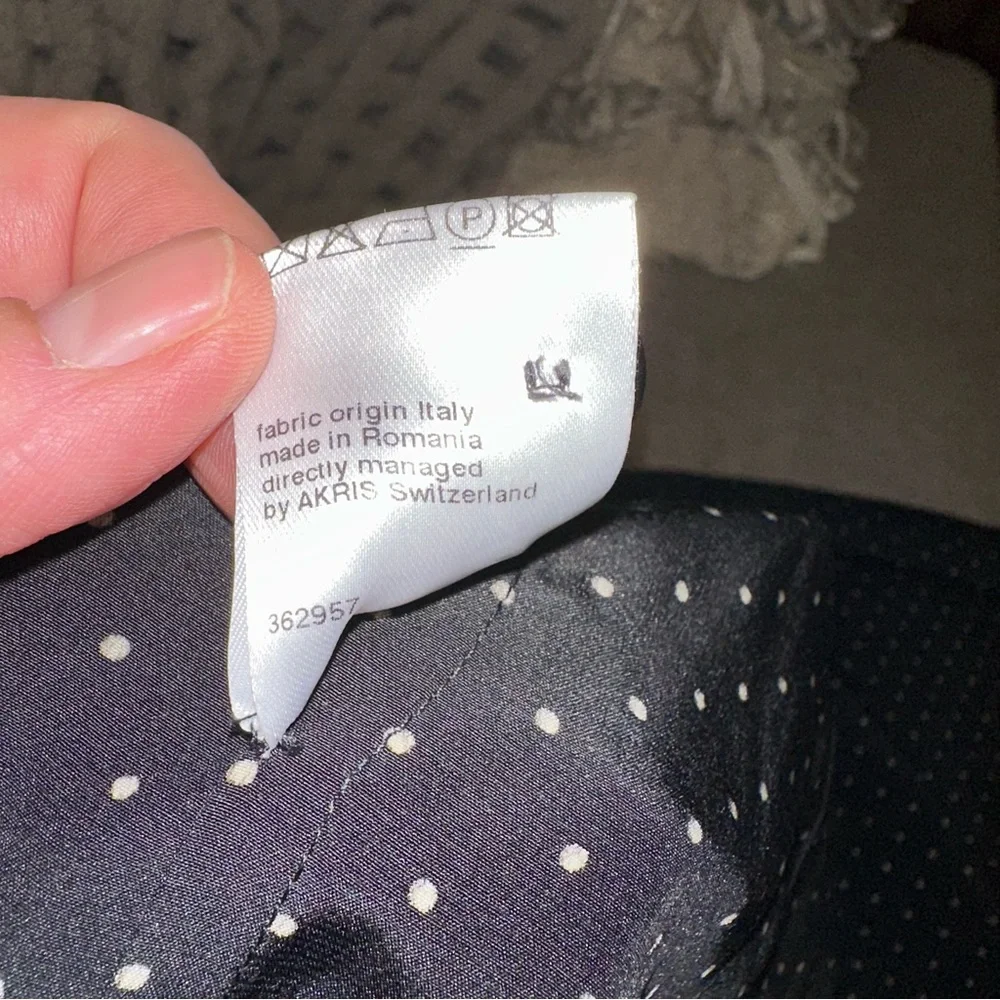 P
fabric origin Italy
made in Romania
directly managed
by AKRIS Switzerland
362957